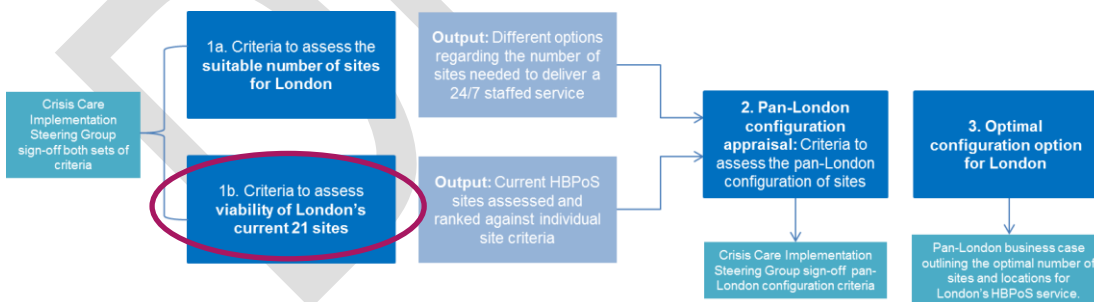 Crisis Care
Implementation
Steering Group
sign-off both sets of
criteria
1a. Criteria to assess the
suitable number of sites
for London
Output: Different options
regarding the number of
sites needed to deliver a
24/7 staffed service
1b. Criteria to assess
viability of London's
current 21 sites
Output: Current HBPoS
sites assessed and
ranked against individual
site criteria
2. Pan-London
configuration
appraisal: Criteria to
assess the pan-London
configuration of sites
Crisis Care Implementation
Steering Group sign-off pan-
London configuration criteria
3. Optimal
configuration option
for London
Pan-London business case
outlining the optimal number of
sites and locations for
London's HBPoS service.